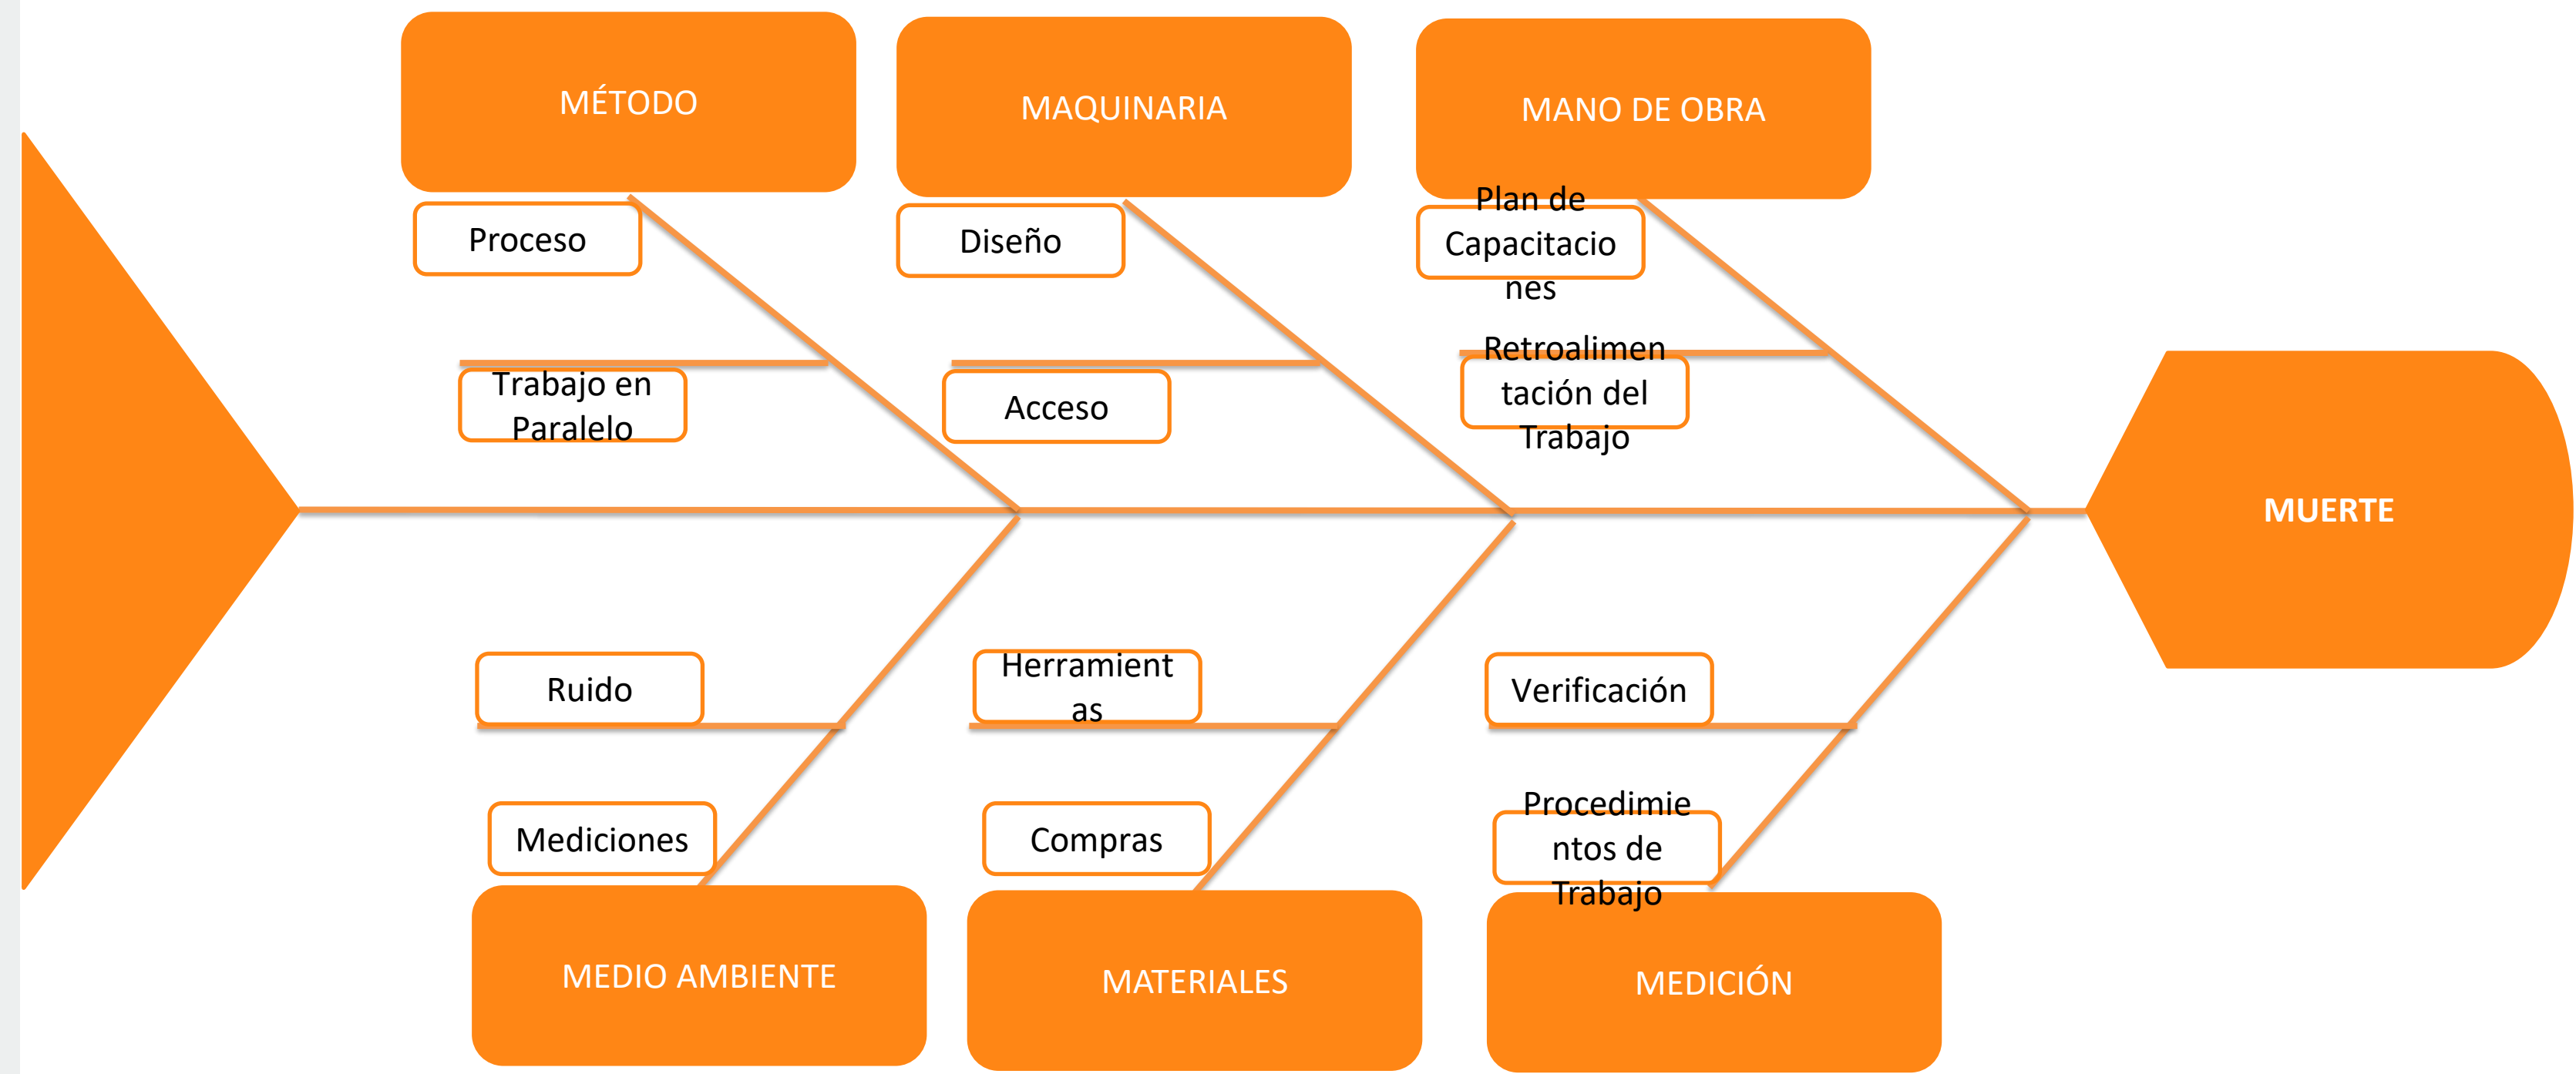 MÉTODO
MAQUINARIA
MANO DE OBRA
Proceso
Diseño
Plan de
Capacitacio
nes
Trabajo en
Paralelo
Acceso
Retroalimen
tación del
Trabajo
MUERTE
Ruido
Herramient
as
Verificación
Mediciones
Compras
Procedimie
ntos de
Trabajo
MEDIO AMBIENTE
MATERIALES
MEDICIÓN